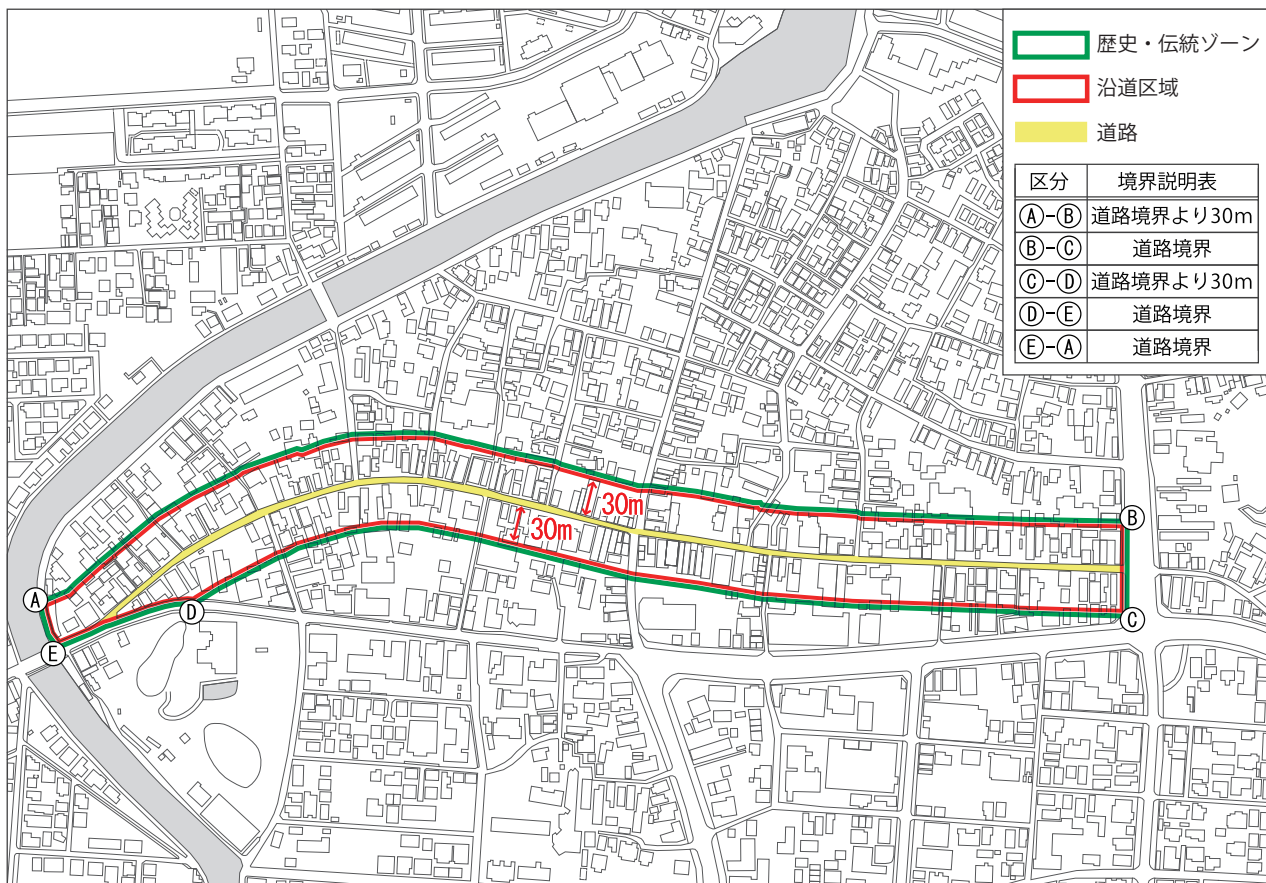 歴史・伝統ゾーン
沿道区域
道路
区分 境界説明表
Ⓐ-Ⓑ 道路境界より30m
Ⓑ-Ⓒ 道路境界
Ⓒ-Ⓓ 道路境界より30m
Ⓓ-Ⓔ 道路境界
Ⓔ-Ⓐ 道路境界
30m
30m
B
A
D
C
E